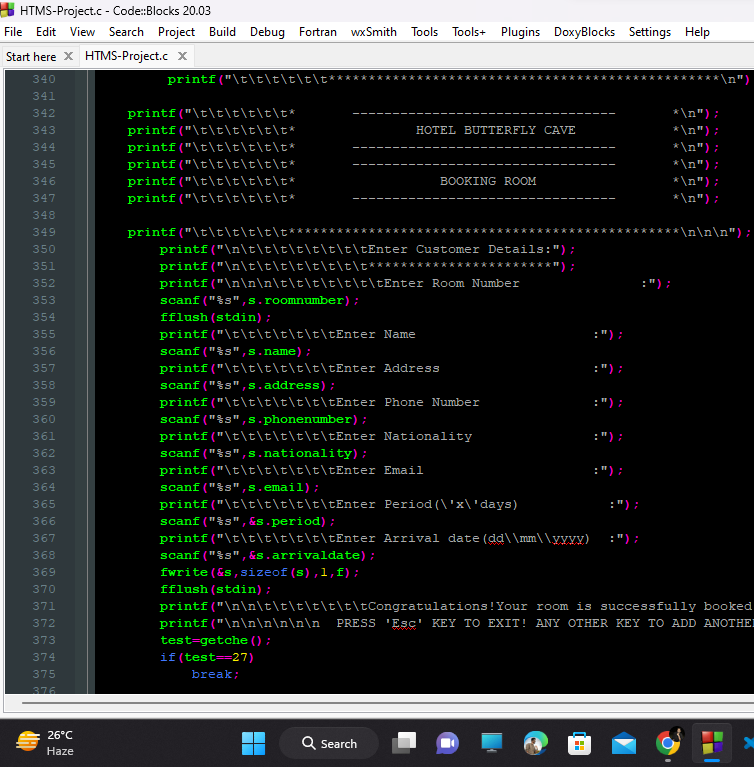 HTMS-Project.c - Code::Blocks 20.03
File Edit View Search Project Build Debug Fortran wxSmith Tools Tools+ Plugins DoxyBlocks Settings Help
Start here HTMS-Project.c
340 printf("\t\t\t\t\t\t*************************************************\n")
341
342 printf("\t\t\t\t\t\t* --------------------------------- *\n");
343 printf("\t\t\t\t\t\t* HOTEL BUTTERFLY CAVE *\n");
344 printf("\t\t\t\t\t\t* --------------------------------- *\n");
345 printf("\t\t\t\t\t\t* --------------------------------- *\n");
346 printf("\t\t\t\t\t\t* BOOKING ROOM *\n");
347 printf("\t\t\t\t\t\t* --------------------------------- *\n");
348
349 printf("\t\t\t\t\t\t*************************************************\n\n\n");
350 printf("\n\t\t\t\t\t\t\t\tEnter Customer Details:");
351 printf("\n\t\t\t\t\t\t\t\t***********************");
352 printf("\n\n\n\t\t\t\t\t\t\tEnter Room Number :");
353 scanf("%s",s.roomnumber);
354 fflush(stdin);
355 printf("\t\t\t\t\t\t\tEnter Name :");
356 scanf("%s",s.name);
357 printf("\t\t\t\t\t\t\tEnter Address :");
358 scanf("%s",s.address);
359 printf("\t\t\t\t\t\t\tEnter Phone Number :");
360 scanf("%s",s.phonenumber);
361 printf("\t\t\t\t\t\t\tEnter Nationality :");
362 scanf("%s",s.nationality);
363 printf("\t\t\t\t\t\t\tEnter Email :");
364 scanf("%s",s.email);
365 printf("\t\t\t\t\t\t\tEnter Period(\'x\'days) :");
366 scanf("%s",&s.period);
367 printf("\t\t\t\t\t\t\tEnter Arrival date(dd\\mm\\yyyy) :");
368 scanf("%s",&s.arrivaldate);
369 fwrite(&s,sizeof(s),1,f);
370 fflush(stdin);
371 printf("\n\n\t\t\t\t\t\t\tCongratulations!Your room is successfully booked
372 printf("\n\n\n\n\n\n PRESS 'Esc' KEY TO EXIT! ANY OTHER KEY TO ADD ANOTHE
373 test=getche();
374 if(test==27)
375 break;
376
26°C
Haze
Search